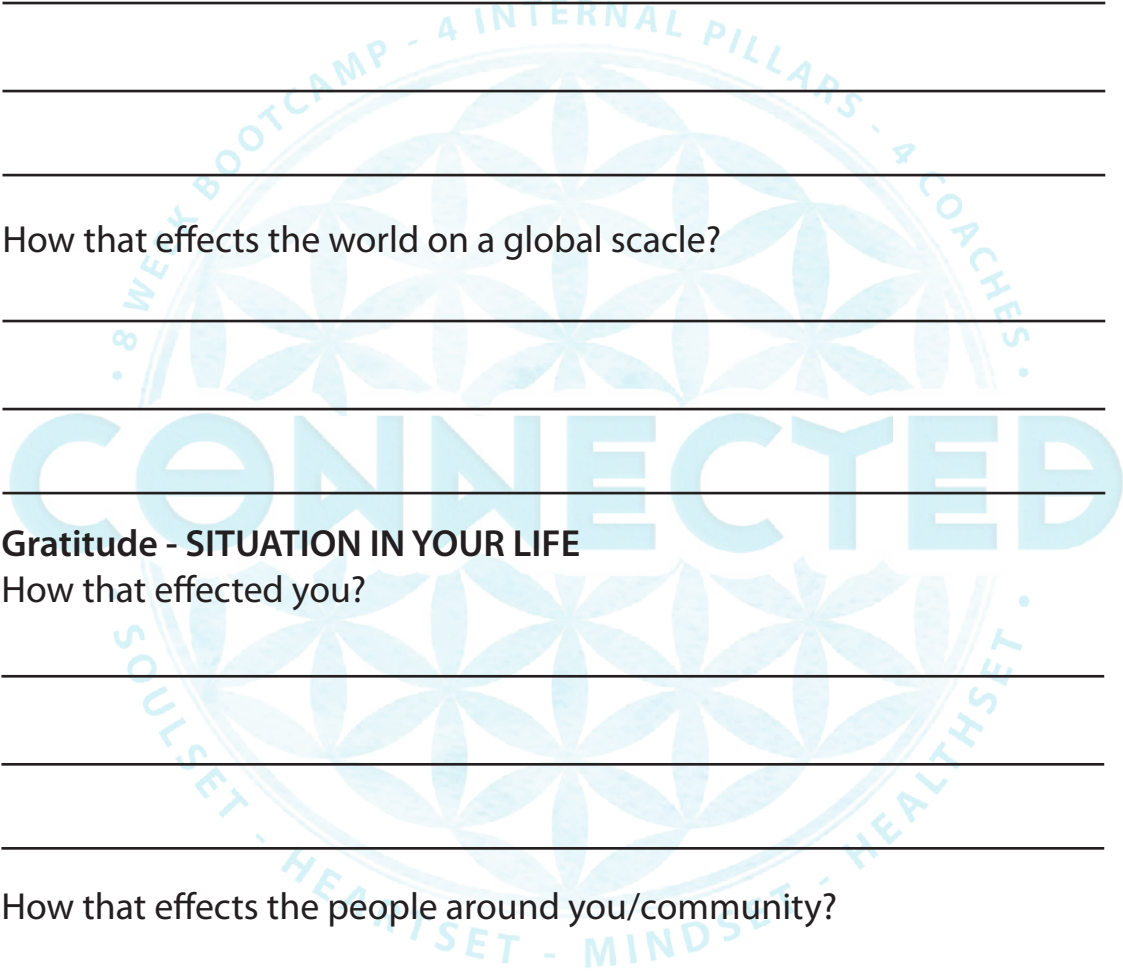 • 8 WEEK BOOTCAMP - 4 INTERNAL PILLARS - 4 COACHES •
How that effects the world on a global scacle?
CONNECTED
Gratitude - SITUATION IN YOUR LIFE
How that effected you?
How that effects the people around you/community?
SOULSET - HEARTSET - MINDSET - HEALTHSET •